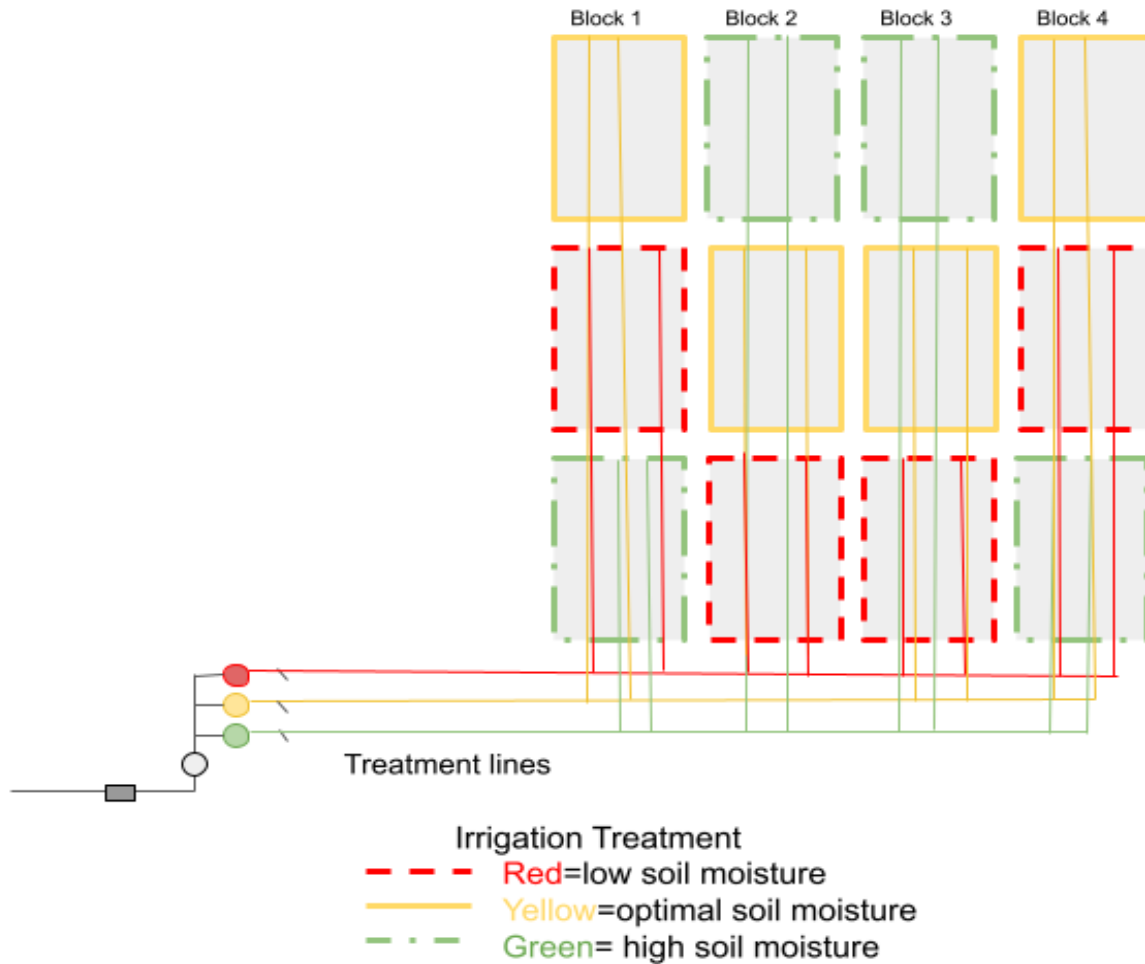 Block 1
Block 2
Block 3
Block 4
Treatment lines
Irrigation Treatment
Red=low soil moisture
Yellow=optimal soil moisture
Green= high soil moisture